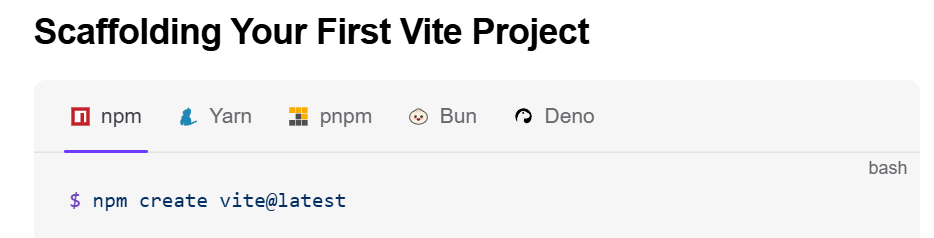 Scaffolding Your First Vite Project
npm Yarn pnpm Bun Deno
bash
$ npm create vite@latest